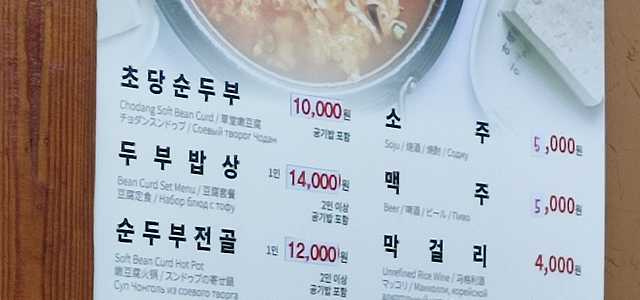 초당순두부
10,000원
Chodang Soft Bean Curd / 草堂嫩豆腐
チョダンスンドゥブ / Соевый творог Чодан
공기밥 포함
두부밥상
1인 14,000원
Bean Curd Set Menu / 豆腐套餐
豆腐定食 / Набор блюд с тофу
2인 이상
공기밥 포함
순두부전골
1인 12,000원
Soft Bean Curd Hot Pot
嫩豆腐火锅 / スンドゥブの寄せ鍋
Суп Чонголь из соевого творога
2인 이상
공기밥 포함
소주
5,000원
Soju / 烧酒 / 焼酎 / Соджу
맥주
5,000원
Beer / 啤酒 / ビール / Пиво
막걸리
4,000원
Unrefined Rice Wine / 马格利酒
マッコリ / Макколли, корейское